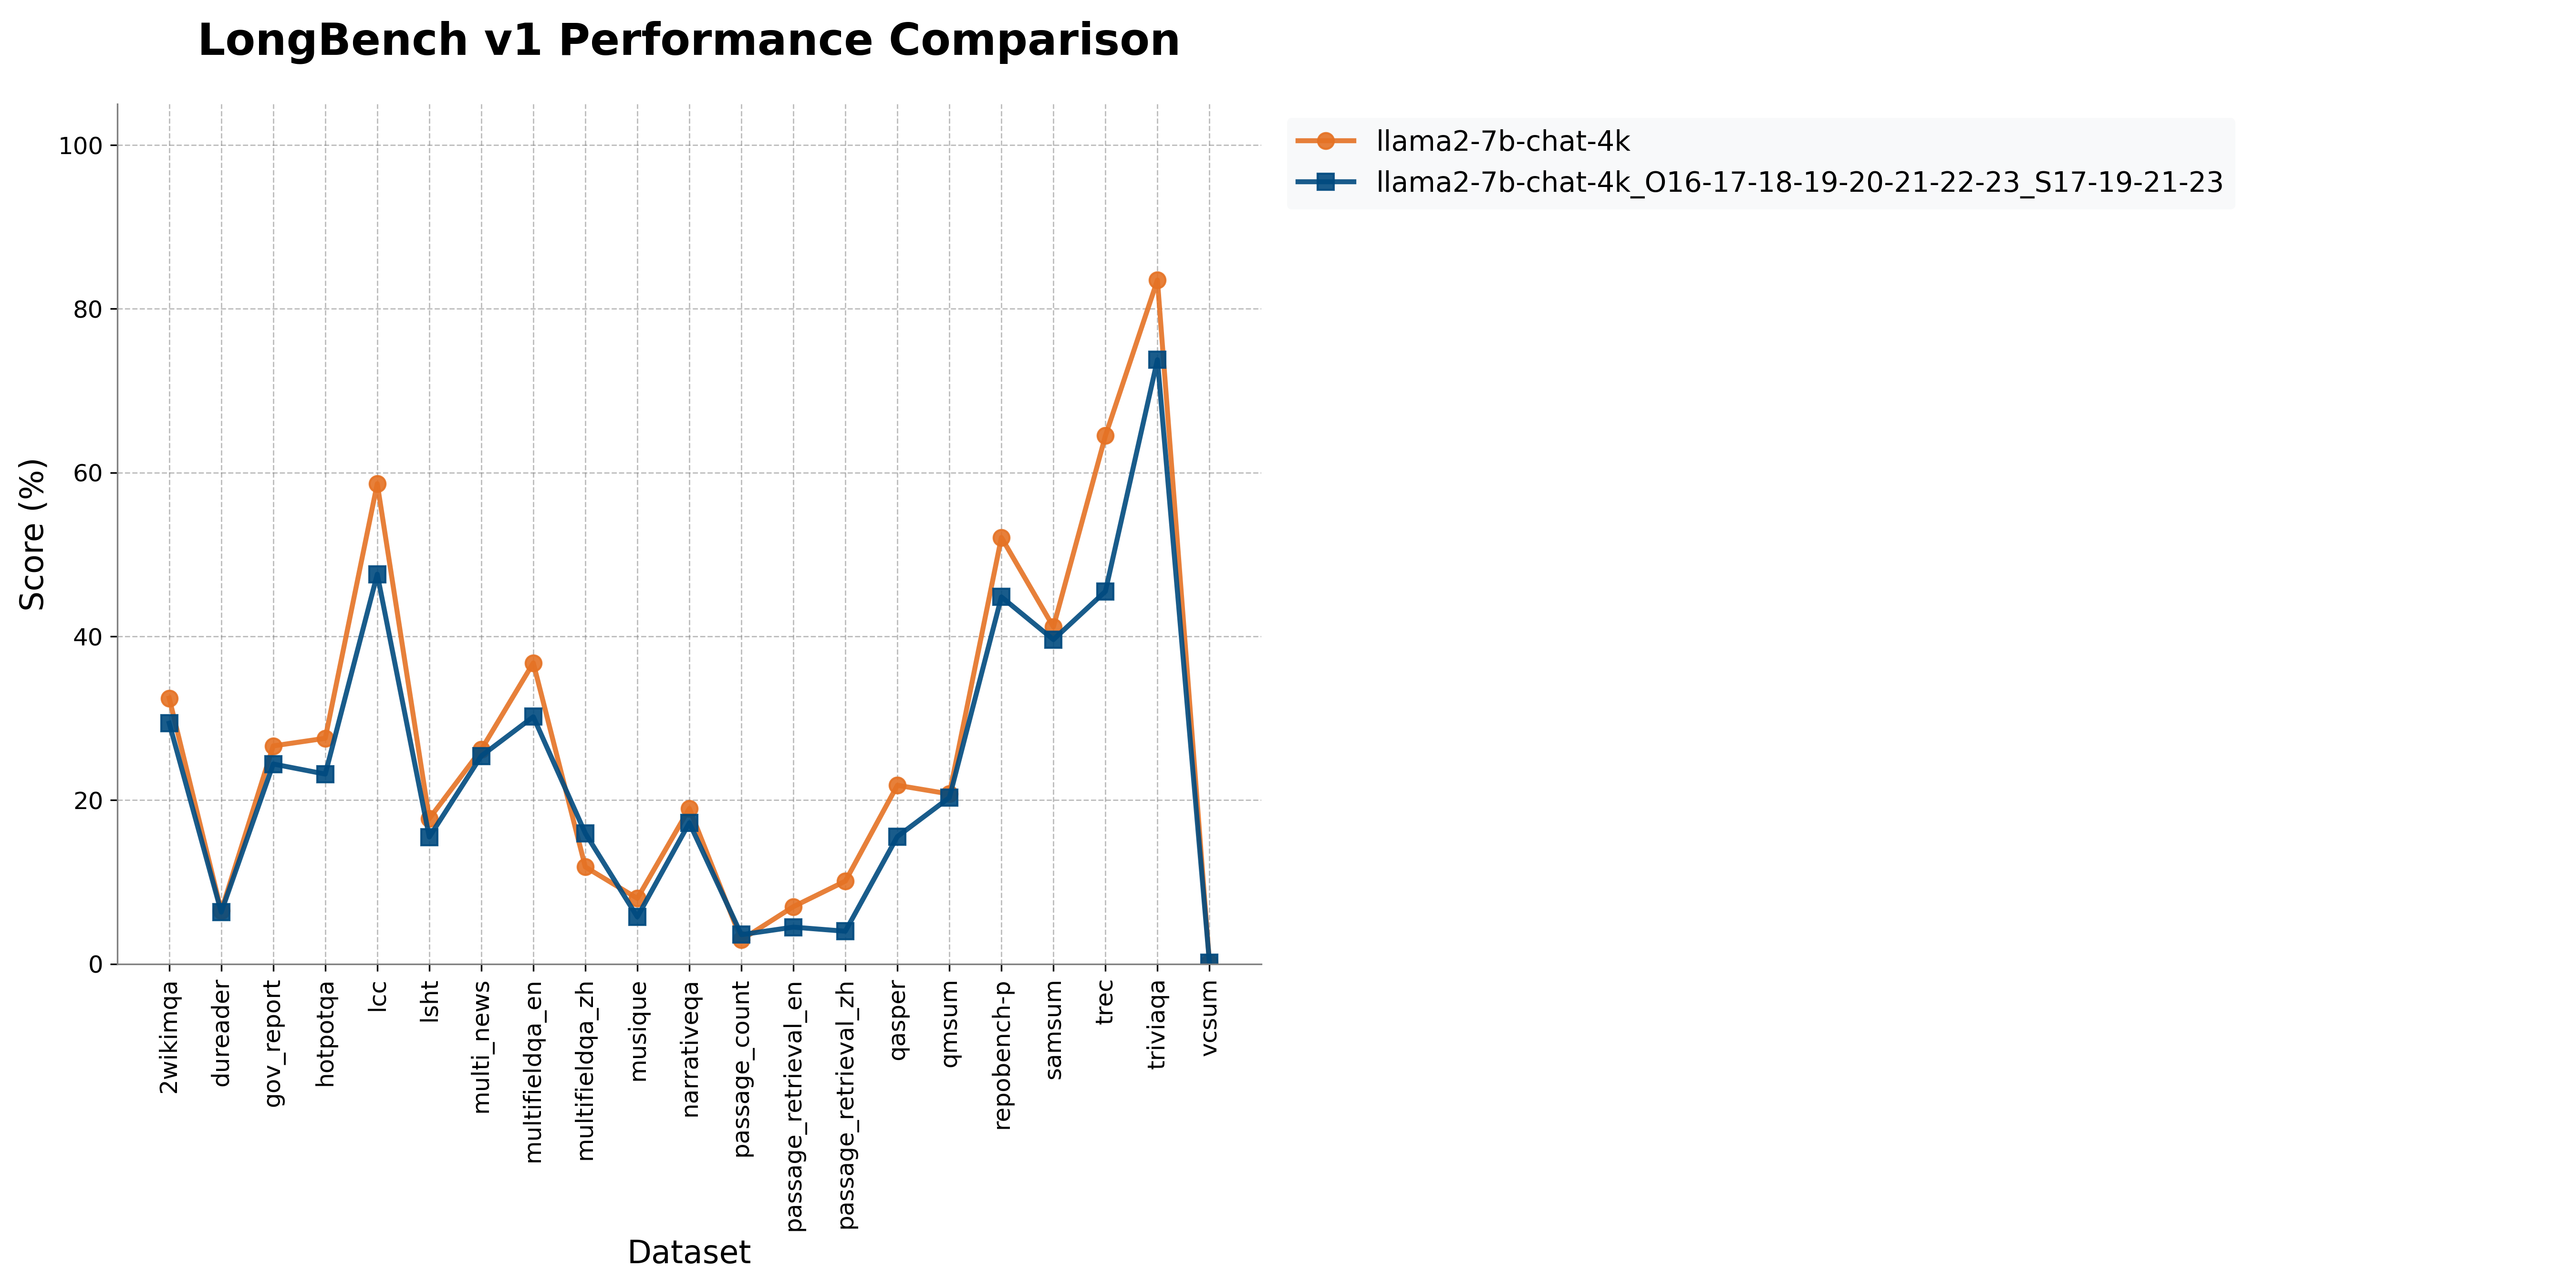 LongBench v1 Performance Comparison
llama2-7b-chat-4k
llama2-7b-chat-4k_O16-17-18-19-20-21-22-23_S17-19-21-23
Score (%)
100
80
60
40
20
0
2wikimqa
dureader
gov_report
hotpotqa
lcc
lsht
multi_news
multifieldqa_en
multifieldqa_zh
musique
narrativeqa
passage_count
passage_retrieval_en
passage_retrieval_zh
qasper
qmsum
repobench-p
samsum
trec
triviaqa
vcsum
Dataset